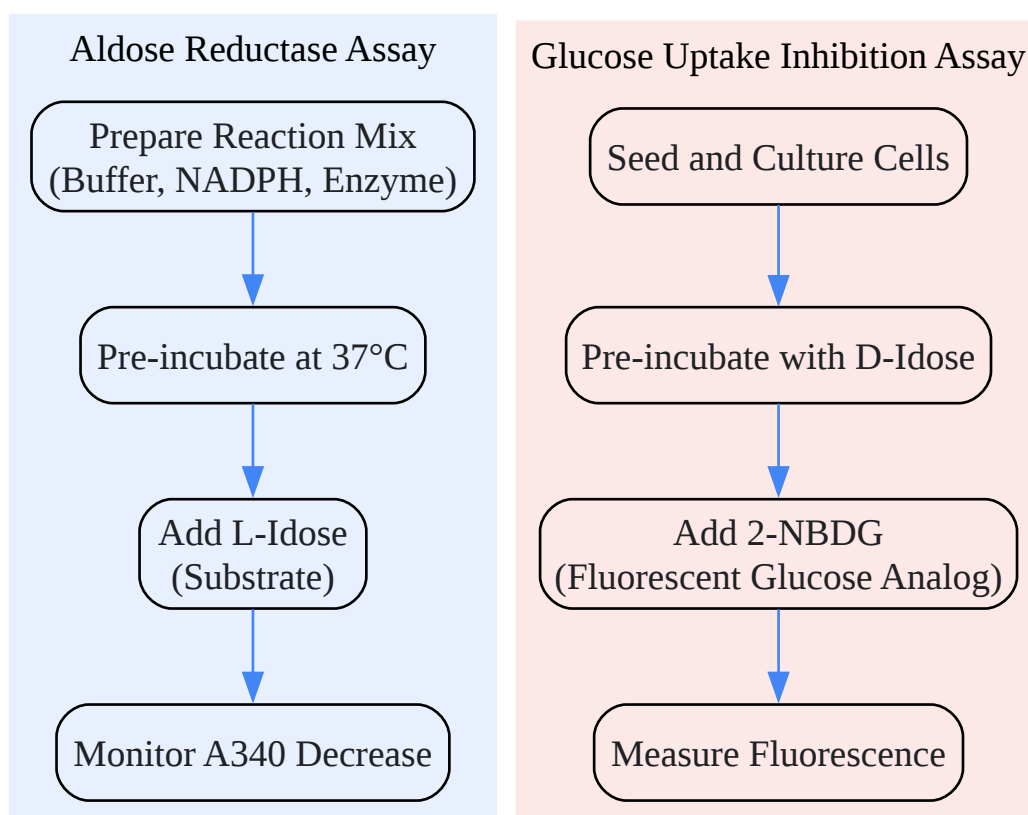 Aldose Reductase Assay
Prepare Reaction Mix
(Buffer, NADPH, Enzyme)
Pre-incubate at 37°C
Add L-Idose
(Substrate)
Monitor A340 Decrease
Glucose Uptake Inhibition Assay
Seed and Culture Cells
Pre-incubate with D-Idose
Add 2-NBDG
(Fluorescent Glucose Analog)
Measure Fluorescence